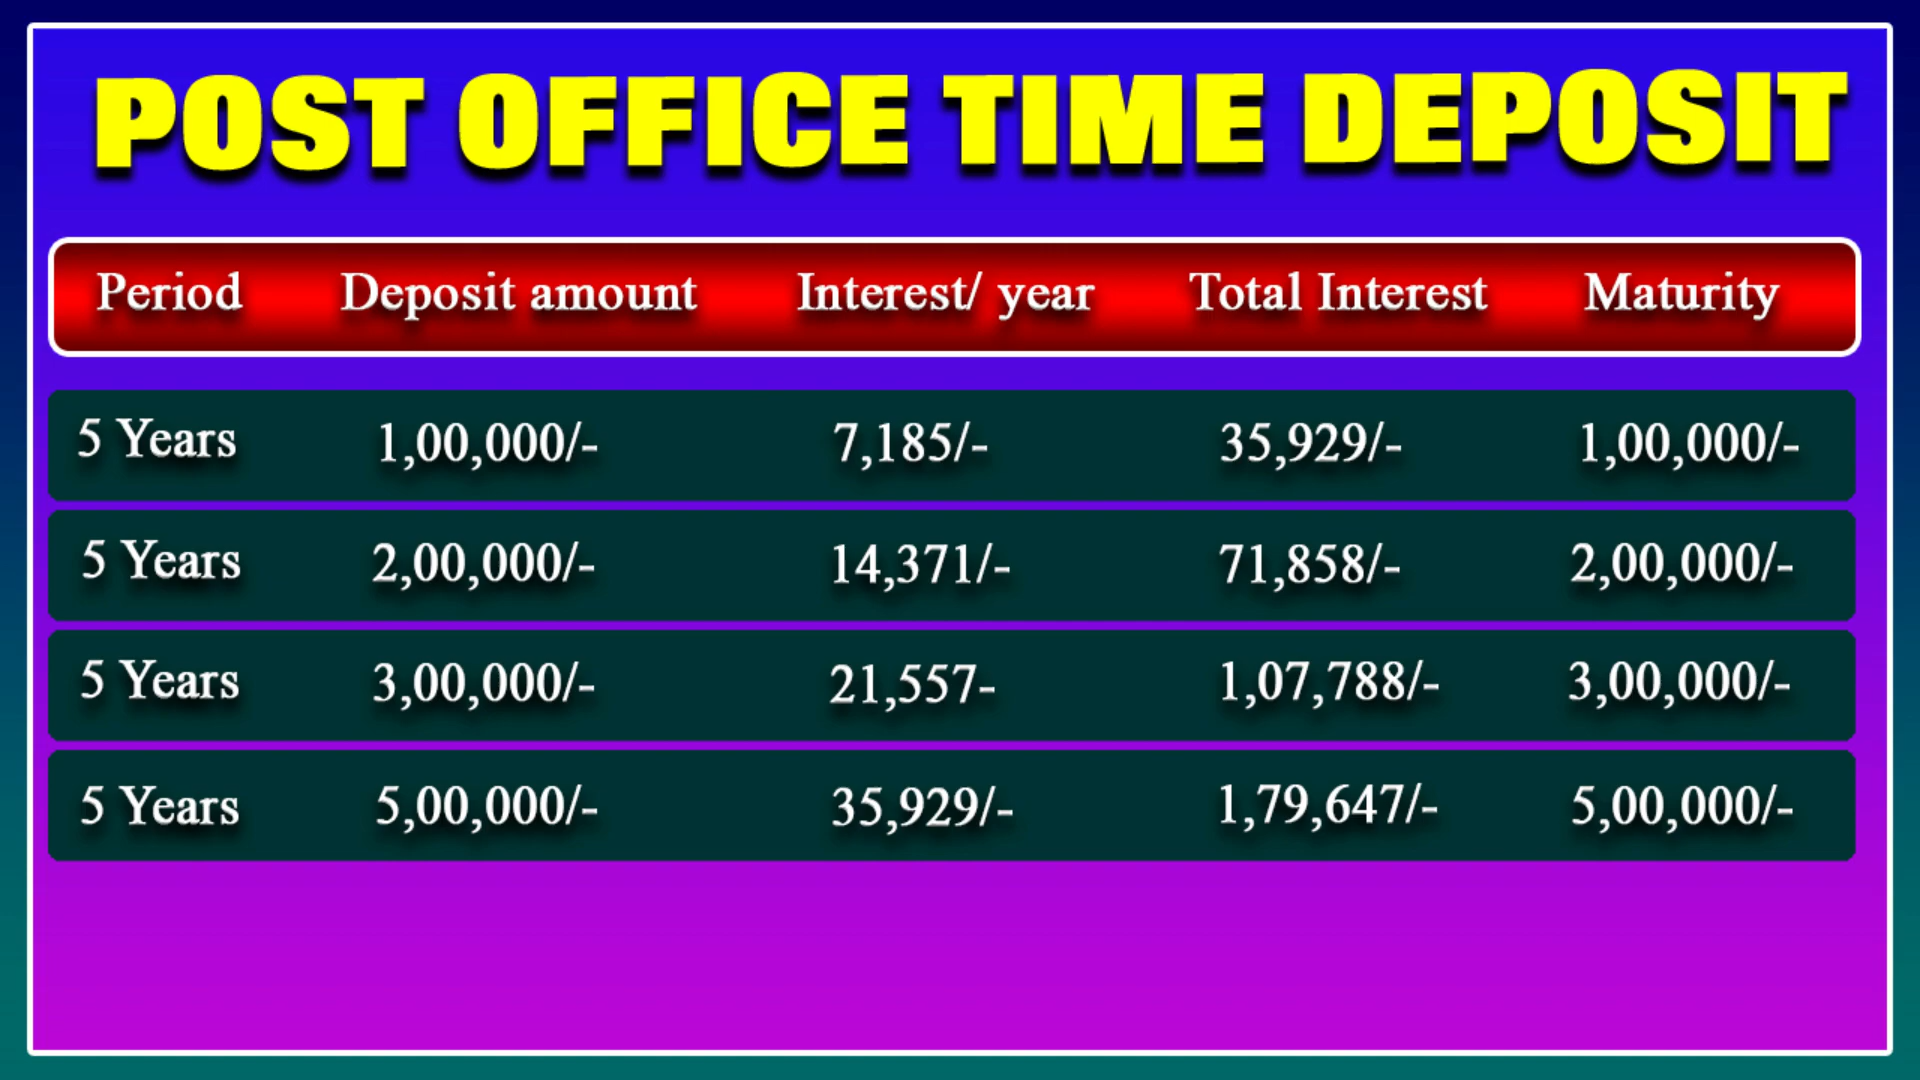 POST OFFICE TIME DEPOSIT
Period Deposit amount Interest/ year Total Interest Maturity
5 Years 1,00,000/- 7,185/- 35,929/- 1,00,000/-
5 Years 2,00,000/- 14,371/- 71,858/- 2,00,000/-
5 Years 3,00,000/- 21,557- 1,07,788/- 3,00,000/-
5 Years 5,00,000/- 35,929/- 1,79,647/- 5,00,000/-